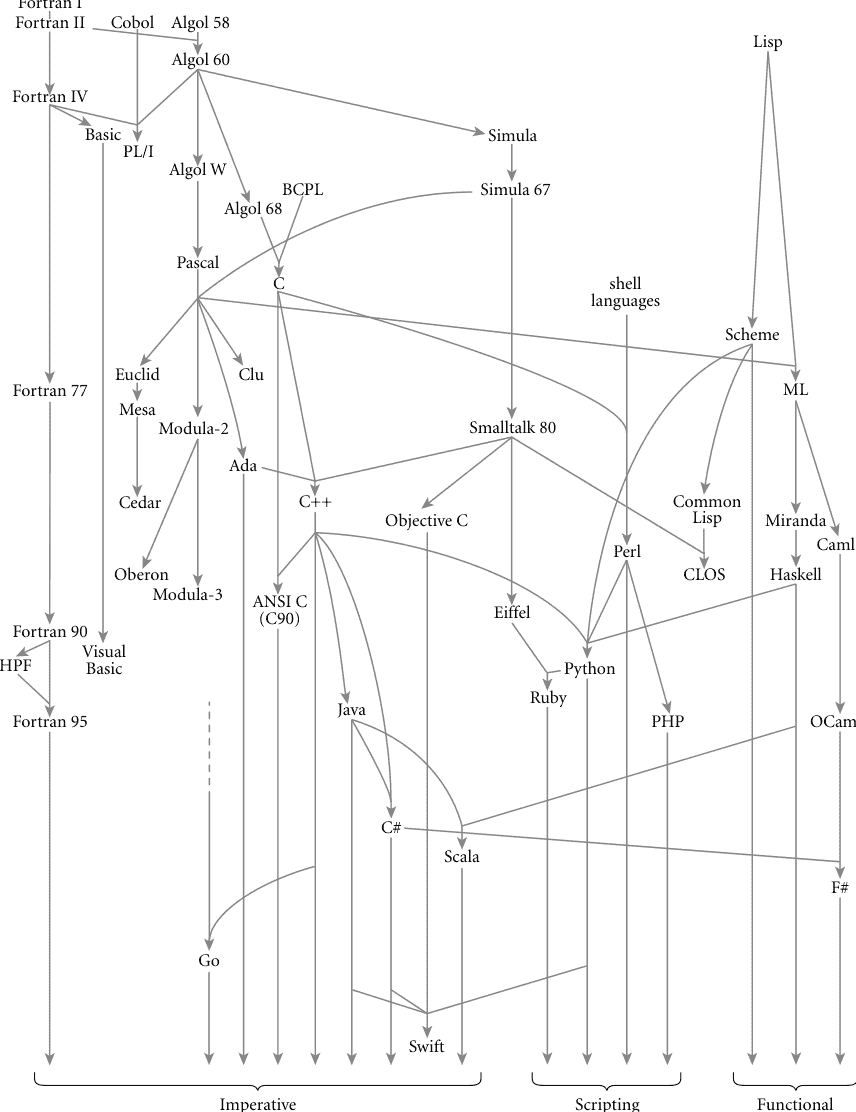 Fortran I
Fortran II
Cobol
Algol 58
Lisp
Algol 60
Fortran IV
Basic
PL/I
Simula
Algol W
BCPL
Simula 67
Algol 68
Pascal
C
shell
languages
Scheme
Euclid
Clu
Fortran 77
ML
Mesa
Modula-2
Smalltalk 80
Ada
Cedar
C++
Objective C
Common
Lisp
Miranda
Caml
Perl
Oberon
CLOS
Haskell
Modula-3
ANSI C
(C90)
Eiffel
Fortran 90
Visual
Basic
HPF
Python
Ruby
Java
Fortran 95
PHP
OCam
C#
Scala
F#
Go
Swift
Imperative
Scripting
Functional